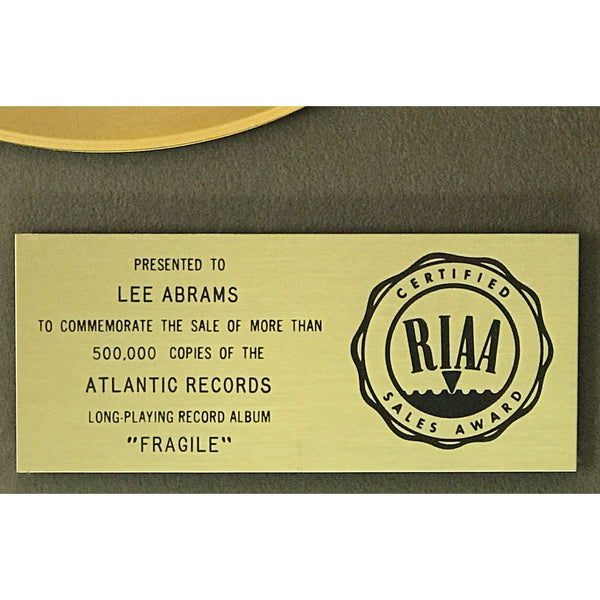 PRESENTED TO
LEE ABRAMS
TO COMMEMORATE THE SALE OF MORE THAN
500,000 COPIES OF THE
ATLANTIC RECORDS
LONG-PLAYING RECORD ALBUM
"FRAGILE"
CERTIFIED
RIAA
SALES AWARD